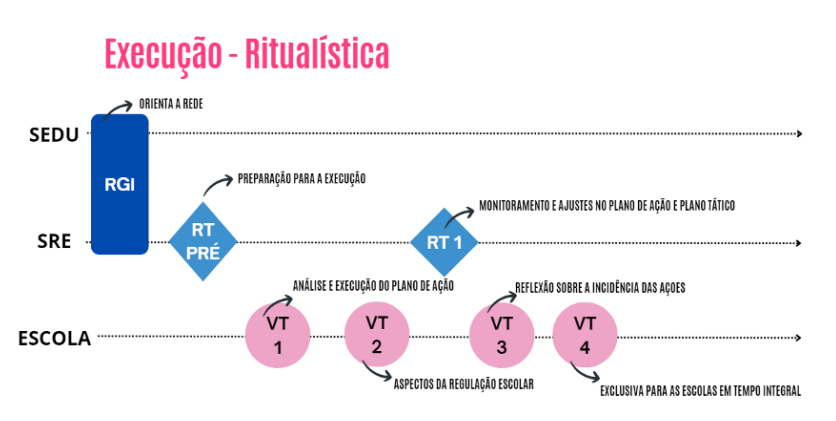 Execução - Ritualística
ORIENTA A REDE
SEDU
RGI
PREPARAÇÃO PARA A EXECUÇÃO
MONITORAMENTO E AJUSTES NO PLANO DE AÇÃO E PLANO TÁTICO
SRE
RT
PRÉ
RT 1
ANÁLISE E EXECUÇÃO DO PLANO DE AÇÃO
REFLEXÃO SOBRE A INCIDÊNCIA DAS AÇOES
ESCOLA
VT
1
VT
2
VT
3
VT
4
ASPECTOS DA REGULAÇÃO ESCOLAR
EXCLUSIVA PARA AS ESCOLAS EM TEMPO INTEGRAL